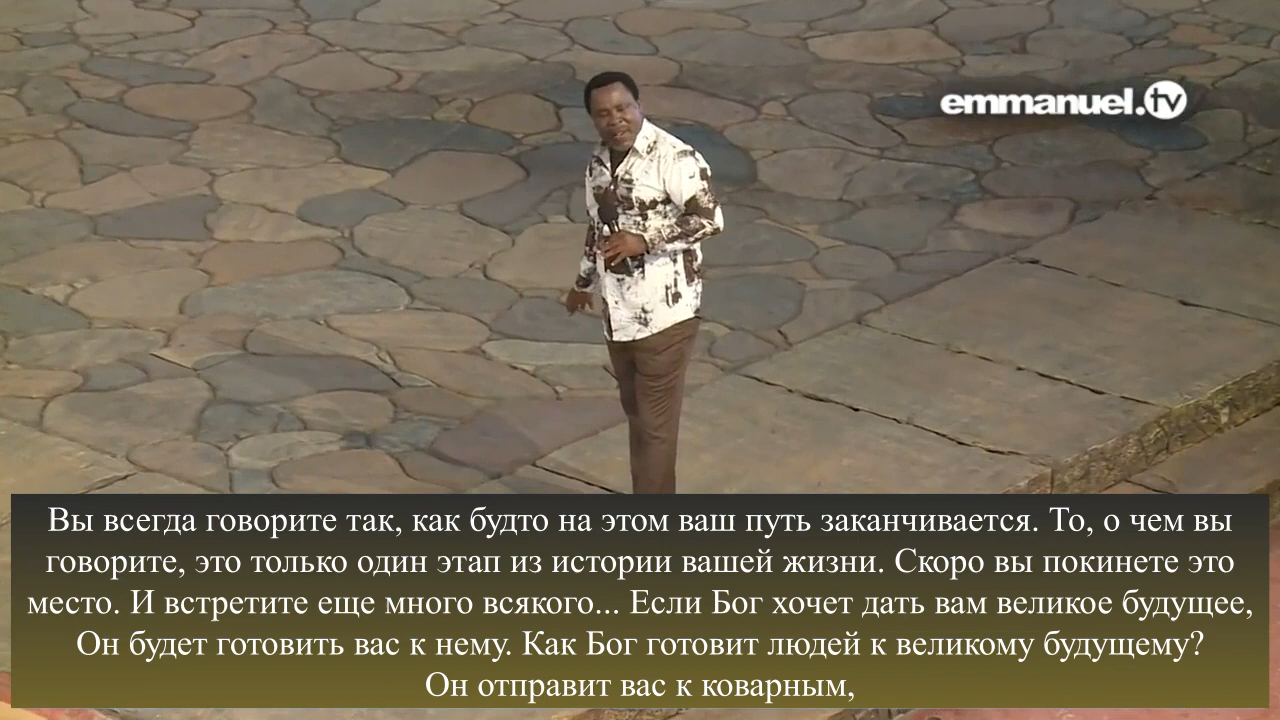 emmanuel.tv
Вы всегда говорите так, как будто на этом ваш путь заканчивается. То, о чем вы
говорите, это только один этап из истории вашей жизни. Скоро вы покинете это
место. И встретите еще много всякого... Если Бог хочет дать вам великое будущее,
Он будет готовить вас к нему. Как Бог готовит людей к великому будущему?
Он отправит вас к коварным,